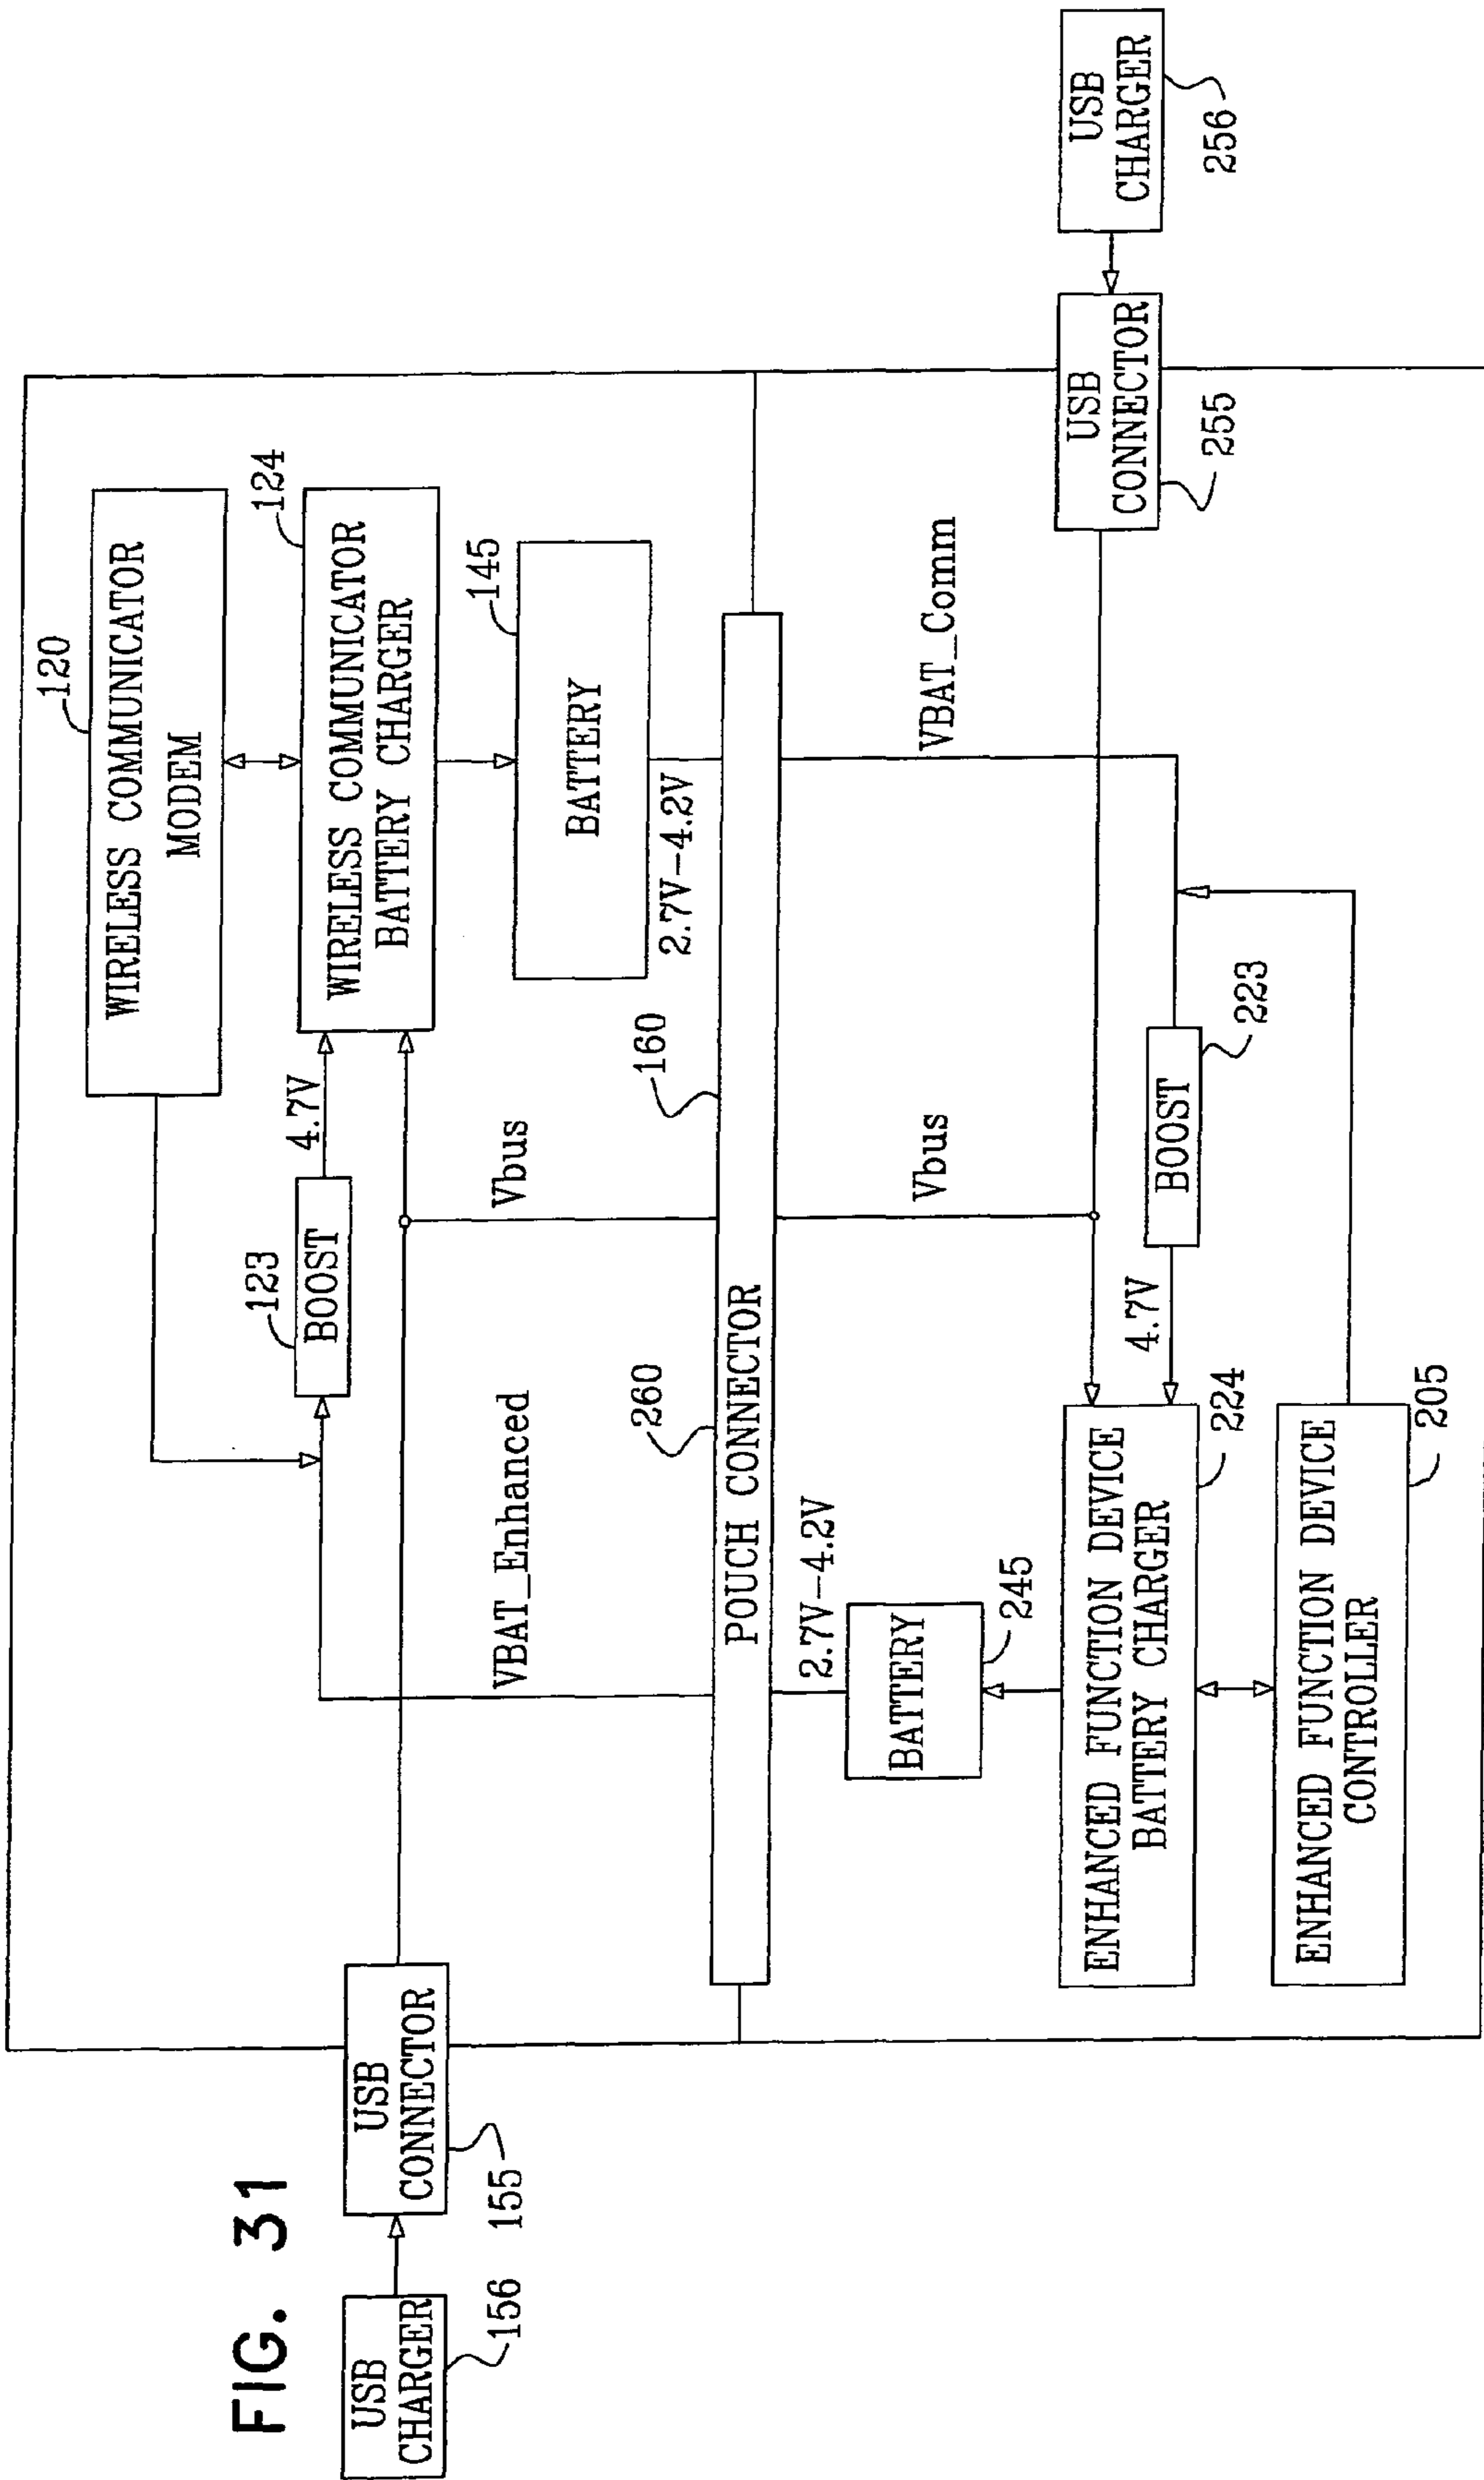 FIG. 31
120
WIRELESS COMMUNICATOR
MODEM
124
WIRELESS COMMUNICATOR
BATTERY CHARGER
123
BOOST
4.7V
145
BATTERY
2.7V-4.2V
USB
CHARGER
156
USB
CONNECTOR
155
VBAT_Enhanced
Vbus
260
POUCH CONNECTOR
160
2.7V-4.2V
Vbus
VBAT_Comm
BATTERY
245
USB
CONNECTOR
255
USB
CHARGER
256
ENHANCED FUNCTION DEVICE
BATTERY CHARGER
224
4.7V
BOOST
223
ENHANCED FUNCTION DEVICE
CONTROLLER
205